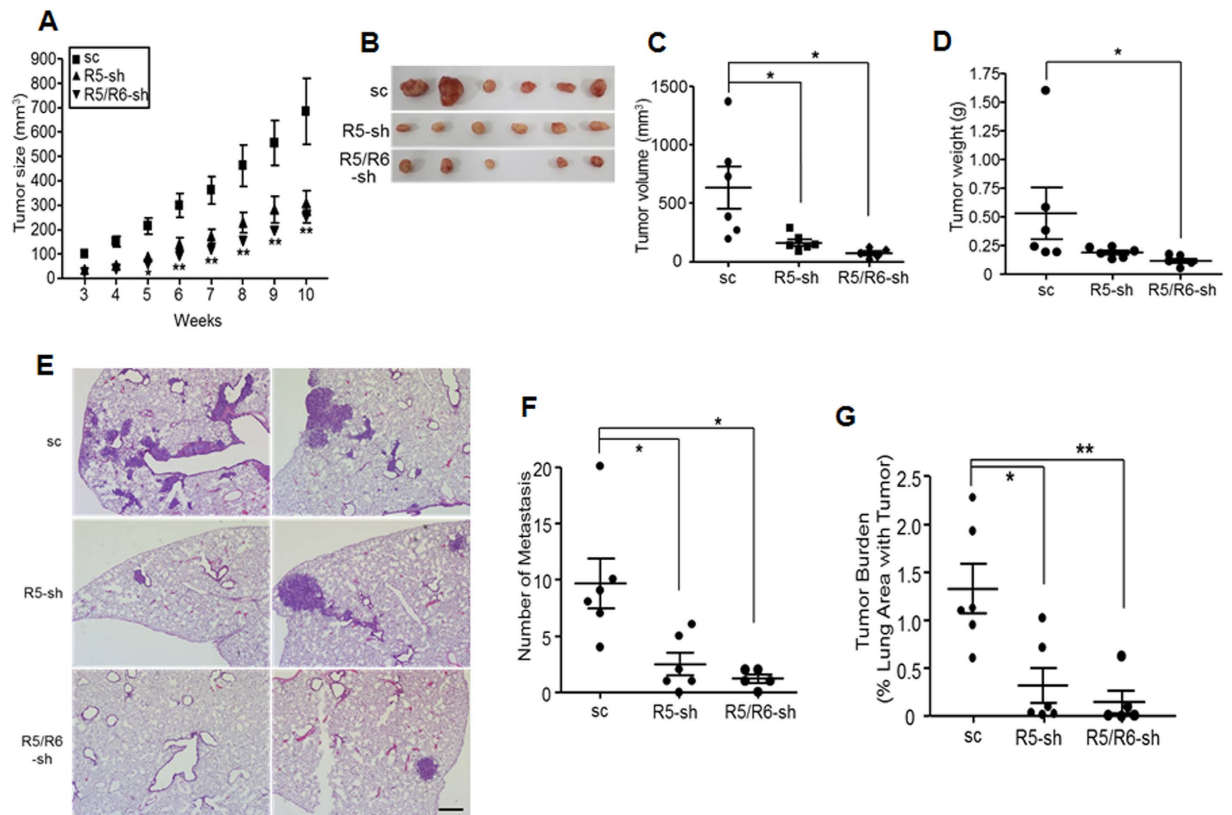 A
sc
R5-sh
R5/R6-sh
Tumor size (mm³)
900
800
700
600
500
400
300
200
100
0
* ** ** ** ** **
3 4 5 6 7 8 9 10
Weeks
B
sc
R5-sh
R5/R6
-sh
C
*
*
Tumor volume (mm³)
1500
1000
500
0
sc R5-sh R5/R6-sh
D
*
Tumor weight (g)
1.75
1.50
1.25
1.00
0.75
0.50
0.25
0
sc R5-sh R5/R6-sh
E
sc
R5-sh
R5/R6
-sh
F
*
*
Number of Metastasis
20
15
10
5
0
sc R5-sh R5/R6-sh
G
**
*
Tumor Burden
(% Lung Area with Tumor)
2.5
2.0
1.5
1.0
0.5
0
sc R5-sh R5/R6-sh